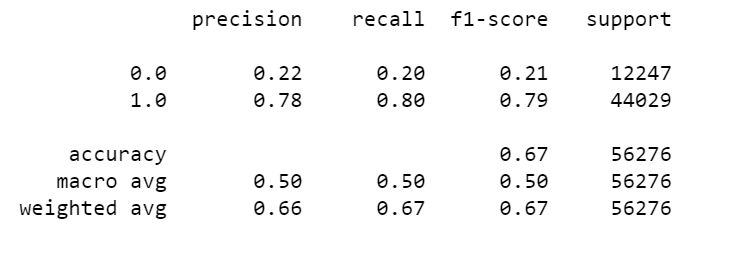 precision recall f1-score support
0.0 0.22 0.20 0.21 12247
1.0 0.78 0.80 0.79 44029
accuracy 0.67 56276
macro avg 0.50 0.50 0.50 56276
weighted avg 0.66 0.67 0.67 56276